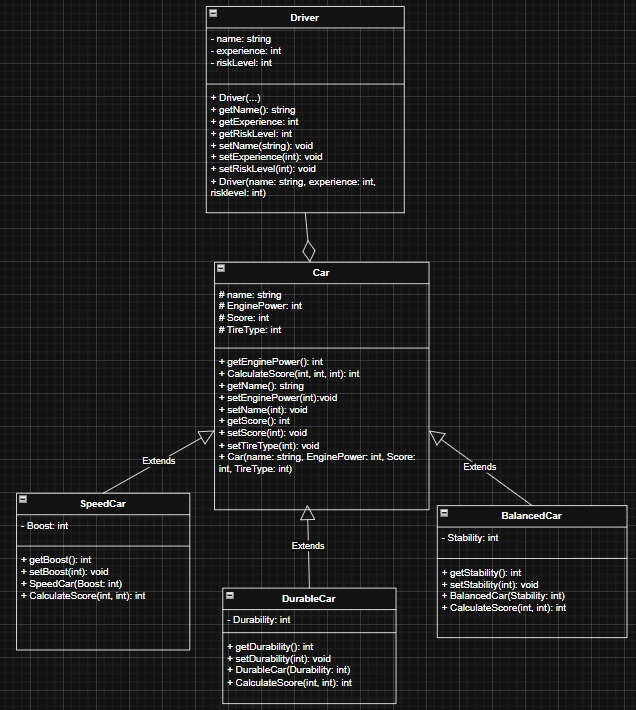 Driver
- name: string
- experience: int
- riskLevel: int
+ Driver(...)
+ getName(): string
+ getExperience: int
+ getRiskLevel: int
+ setName(string): void
+ setExperience(int): void
+ setRiskLevel(int): void
+ Driver(name: string, experience: int,
risklevel: int)
Car
# name: string
# EnginePower: int
# Score: int
# TireType: int
+ getEnginePower(): int
+ CalculateScore(int, int, int): int
+ getName(): string
+ setEnginePower(int):void
+ setName(int): void
+ getScore(): int
+ setScore(int): void
+ setTireType(int): void
+ Car(name: string, EnginePower: int, Score:
int, TireType: int)
Extends
Extends
Extends
SpeedCar
- Boost: int
+ getBoost(): int
+ setBoost(int): void
+ SpeedCar(Boost: int)
+ CalculateScore(int, int): int
DurableCar
- Durability: int
+ getDurability(): int
+ setDurability(int): void
+ DurableCar(Durability: int)
+ CalculateScore(int, int): int
BalancedCar
- Stability: int
+ getStability(): int
+ setStability(int): void
+ BalancedCar(Stability: int)
+ CalculateScore(int, int): int